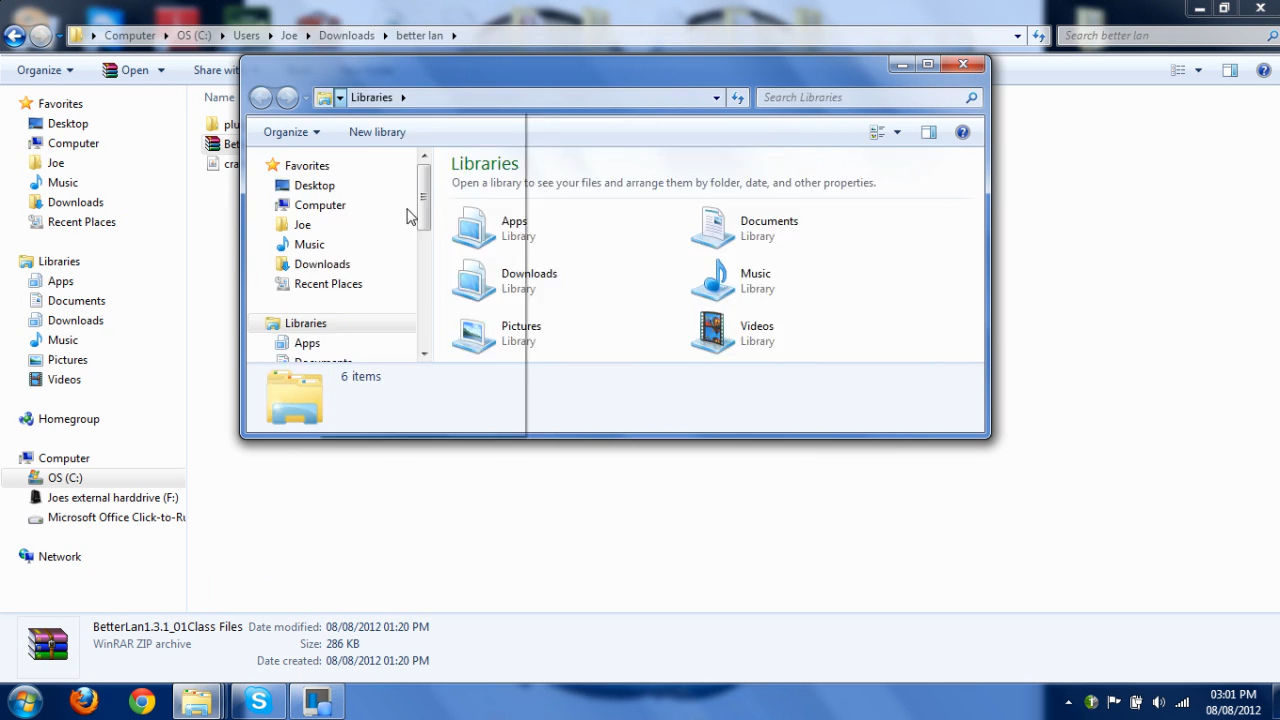 Computer ▸ OS (C:) ▸ Users ▸ Joe ▸ Downloads ▸ better lan ▸
Search better lan
Organize
Open
Share wi
Name
plu
Bet
cra
Favorites
Desktop
Computer
Joe
Music
Downloads
Recent Places
Libraries
Apps
Documents
Downloads
Music
Pictures
Videos
Homegroup
Computer
OS (C:)
Joes external harddrive (F:)
Microsoft Office Click-to-Ru
Network
Libraries ▸
Search Libraries
Organize
New library
Favorites
Desktop
Computer
Joe
Music
Downloads
Recent Places
Libraries
Apps
Documents
Libraries
Open a library to see your files and arrange them by folder, date, and other properties.
Apps
Library
Documents
Library
Downloads
Library
Music
Library
Pictures
Library
Videos
Library
6 items
BetterLan1.3.1_01Class Files
WinRAR ZIP archive
Date modified: 08/08/2012 01:20 PM
Size: 286 KB
Date created: 08/08/2012 01:20 PM
03:01 PM
08/08/2012